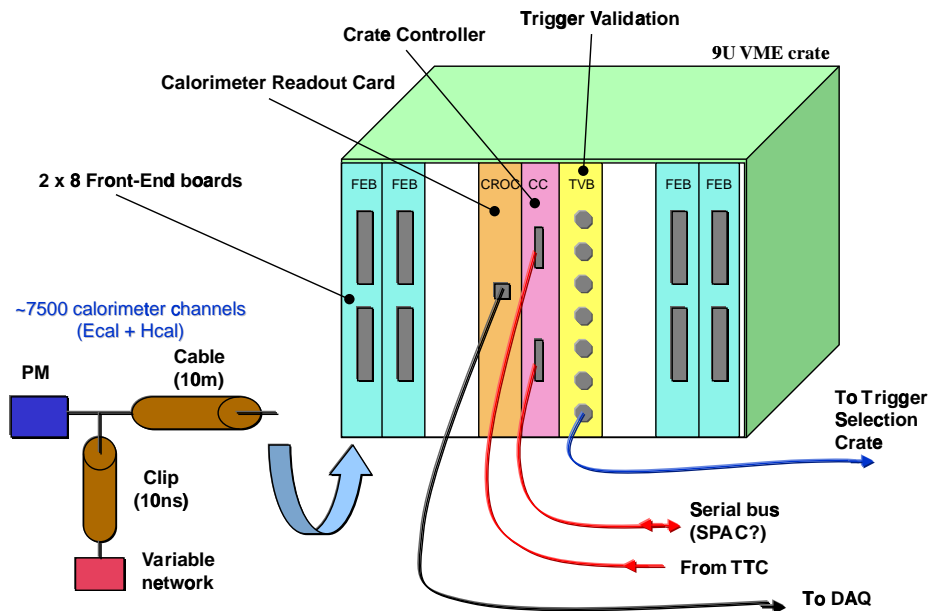 Trigger Validation
Crate Controller
9U VME crate
Calorimeter Readout Card
2 x 8 Front-End boards
FEB
FEB
CROC
CC
TVB
FEB
FEB
~7500 calorimeter channels
(Ecal + Hcal)
PM
Cable
(10m)
To Trigger
Selection
Crate
Clip
(10ns)
Serial bus
(SPAC?)
Variable
network
From TTC
To DAQ